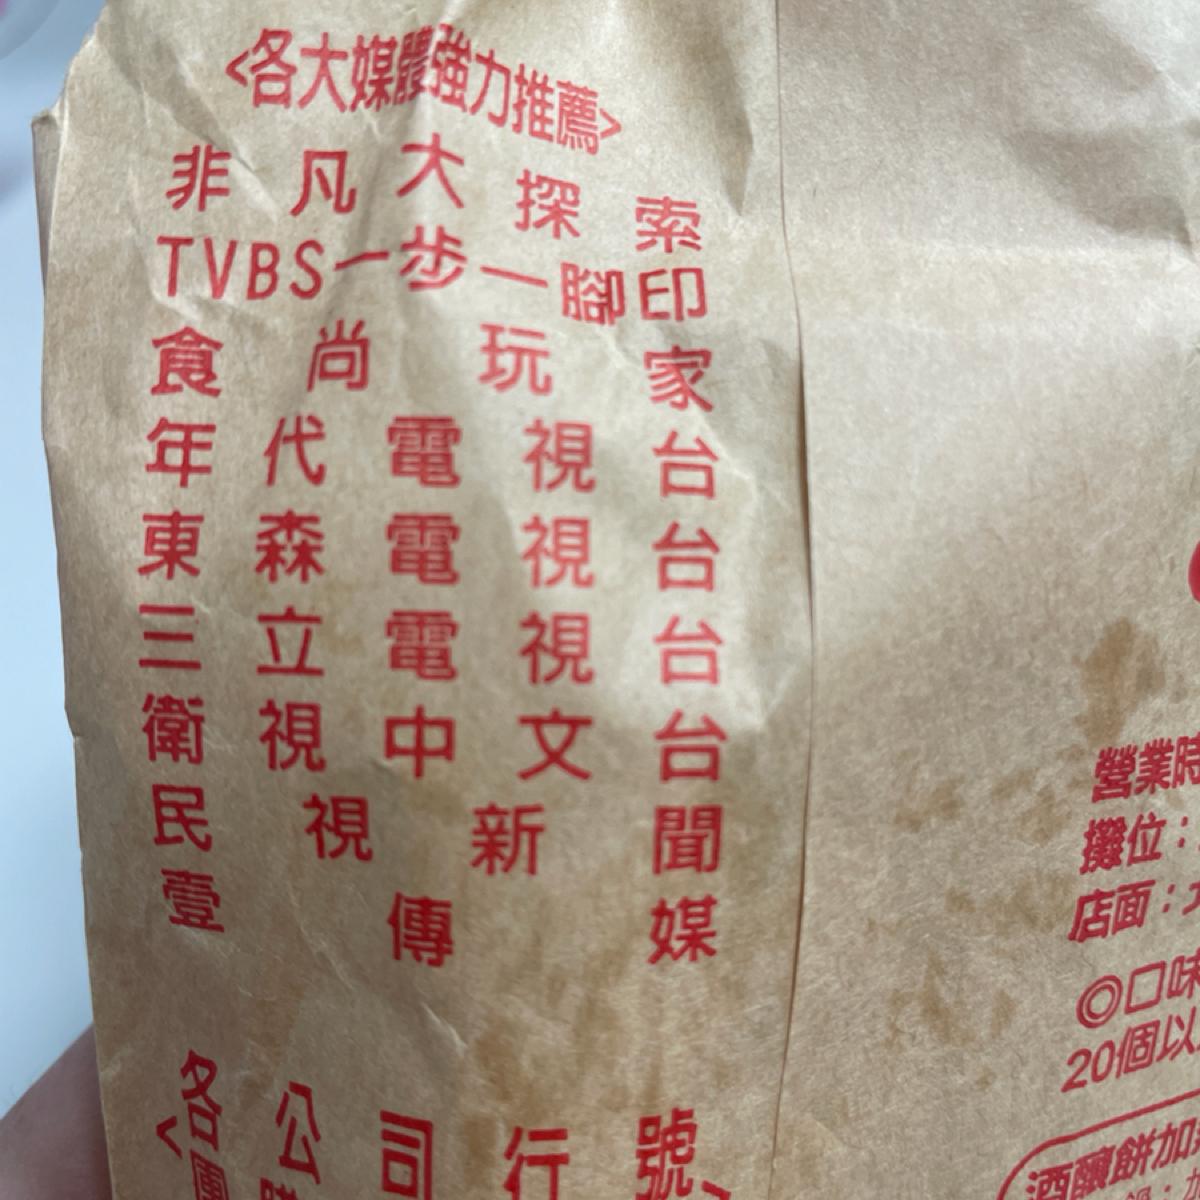 <各大媒體強力推薦>
非凡大探索
TVBS一步一腳印
食尚玩家
年代電視台
東森電視台
三立電視台
衛視中文台
民視新聞
壹傳媒
<各公司行號
團購
營業時
攤位：
店面：
◎口味
20個以
酒釀餅加